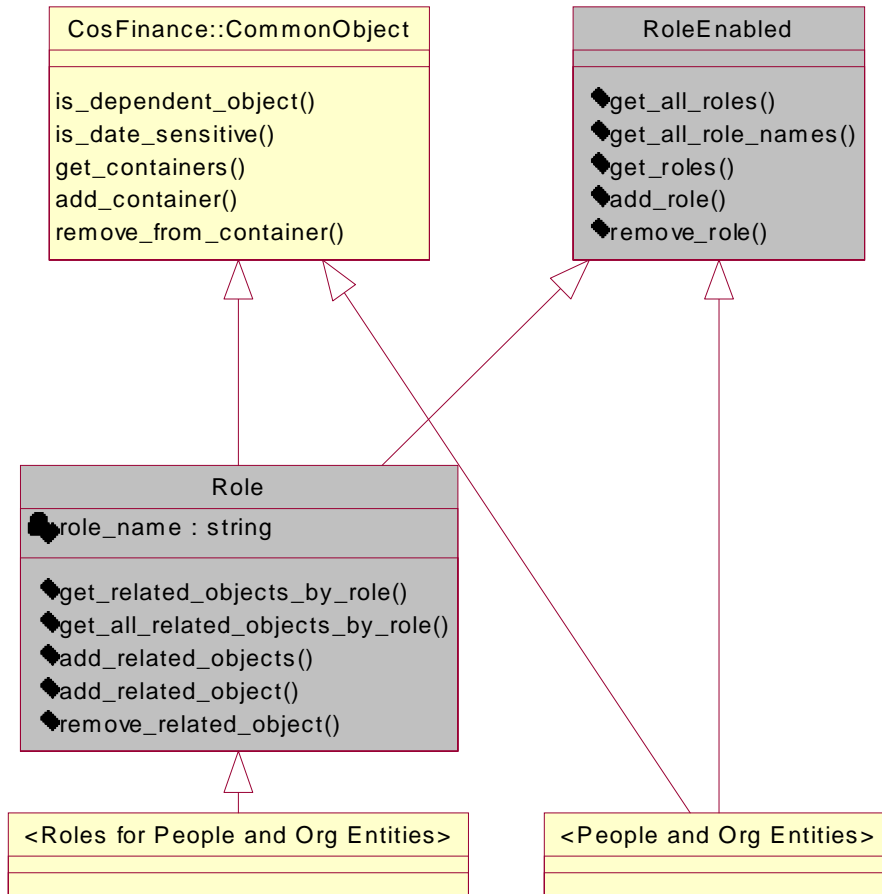 CosFinance::CommonObject
is_dependent_object()
is_date_sensitive()
get_containers()
add_container()
remove_from_container()
RoleEnabled
get_all_roles()
get_all_role_names()
get_roles()
add_role()
remove_role()
Role
role_name : string
get_related_objects_by_role()
get_all_related_objects_by_role()
add_related_objects()
add_related_object()
remove_related_object()
<Roles for People and Org Entities>
<People and Org Entities>